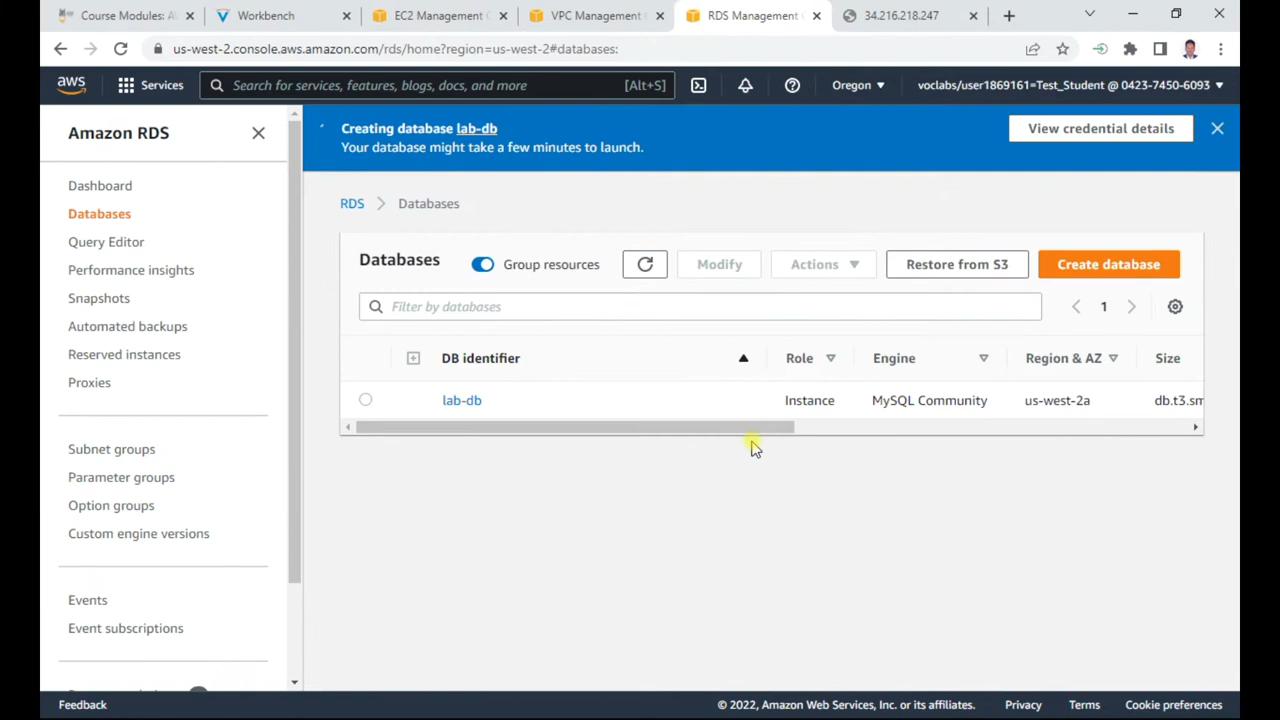 Course Modules: A
Workbench
EC2 Management C
VPC Management
RDS Management C
34.216.218.247
us-west-2.console.aws.amazon.com/rds/home?region=us-west-2#databases:
aws
Services
Search for services, features, blogs, docs, and more
[Alt+S]
Oregon
voclabs/user1869161=Test_Student @ 0423-7450-6093
Amazon RDS
Dashboard
Databases
Query Editor
Performance insights
Snapshots
Automated backups
Reserved instances
Proxies
Subnet groups
Parameter groups
Option groups
Custom engine versions
Events
Event subscriptions
Creating database lab-db
Your database might take a few minutes to launch.
View credential details
RDS > Databases
Databases
Group resources
Modify
Actions
Restore from S3
Create database
Filter by databases
1
DB identifier
Role
Engine
Region & AZ
Size
lab-db
Instance
MySQL Community
us-west-2a
db.t3.sm
Feedback
© 2022, Amazon Web Services, Inc. or its affiliates.
Privacy
Terms
Cookie preferences